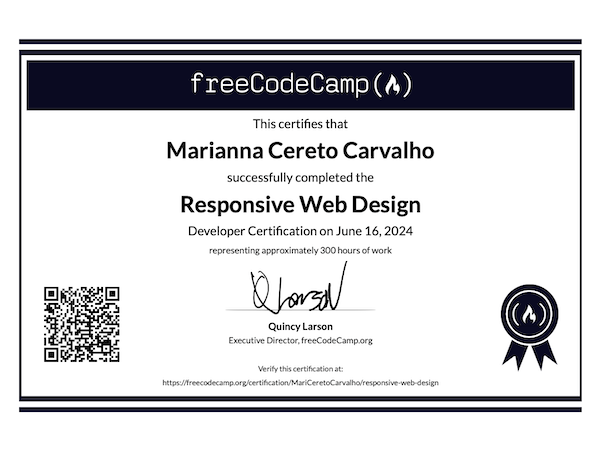 freeCodeCamp(🔥)
This certifies that
Marianna Cereto Carvalho
successfully completed the
Responsive Web Design
Developer Certification on June 16, 2024
representing approximately 300 hours of work
QLarson
Quincy Larson
Executive Director, freeCodeCamp.org
Verify this certification at:
https://freecodecamp.org/certification/MariCeretoCarvalho/responsive-web-design